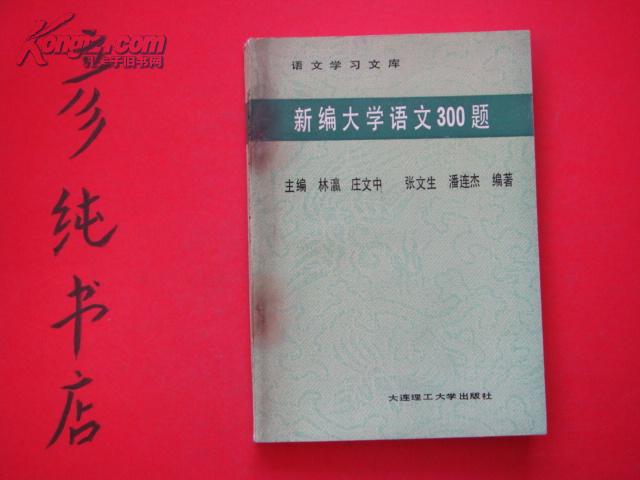 语文学习文库
新编大学语文300题
主编 林瀛 庄文中 张文生 潘连杰 编著
大连理工大学出版社
Kongfz.com
孔夫子旧书网
纯书店